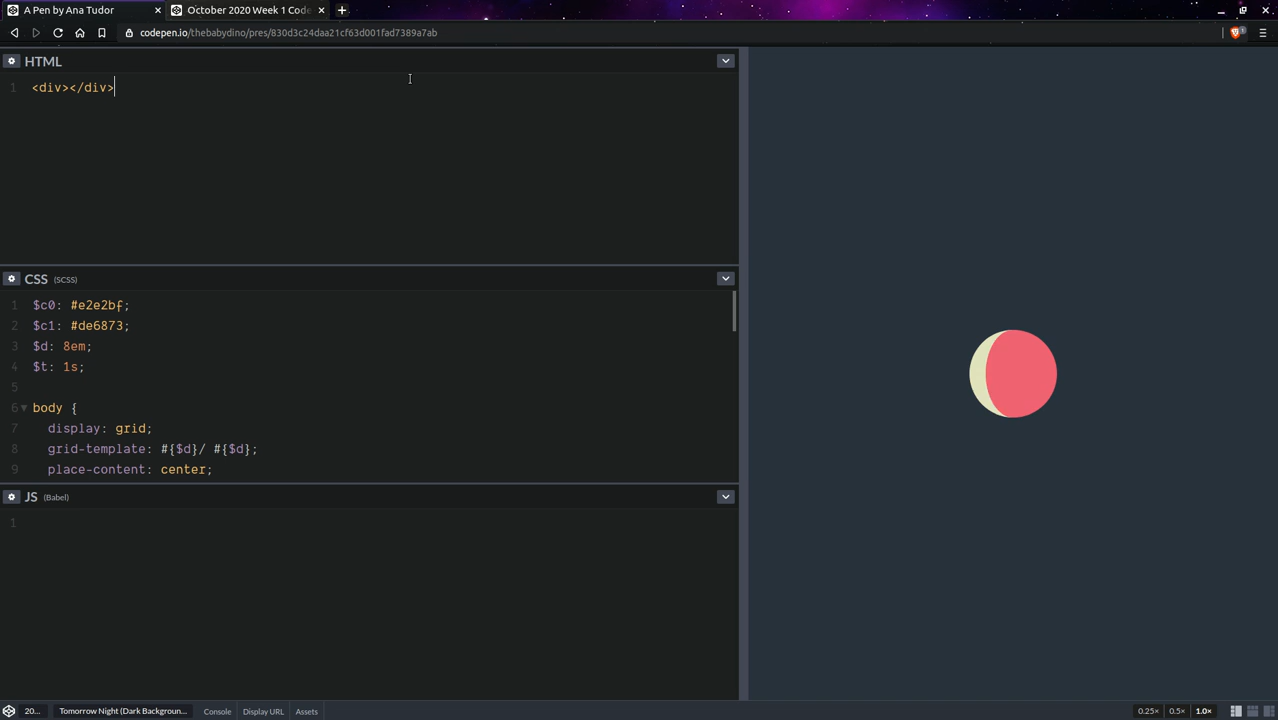 A Pen by Ana Tudor
October 2020 Week 1 Code
codepen.io/thebabydino/pres/830d3c24daa21cf63d001fad7389a7ab
HTML
1 <div></div>
CSS (SCSS)
1 $c0: #e2e2bf;
2 $c1: #de6873;
3 $d: 8em;
4 $t: 1s;
5
6 body {
7 display: grid;
8 grid-template: #{$d}/ #{$d};
9 place-content: center;
JS (Babel)
1
20... Tomorrow Night (Dark Backgroun... Console Display URL Assets 0.25× 0.5× 1.0×